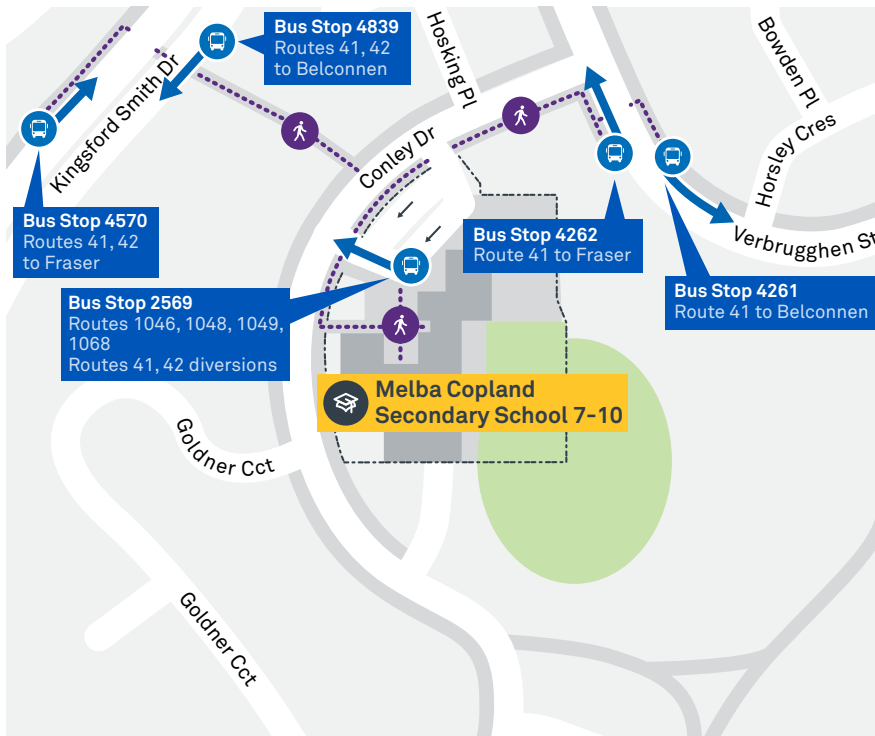 Bus Stop 4839
Routes 41, 42
to Belconnen
Hosking Pl
Bowden Pl
Kingsford Smith Dr
Conley Dr
Horsley Cres
Bus Stop 4570
Routes 41, 42
to Fraser
Bus Stop 4262
Route 41 to Fraser
Verbrugghen St
Bus Stop 4261
Route 41 to Belconnen
Bus Stop 2569
Routes 1046, 1048, 1049,
1068
Routes 41, 42 diversions
Melba Copland
Secondary School 7-10
Goldner Cct
Goldner Cct